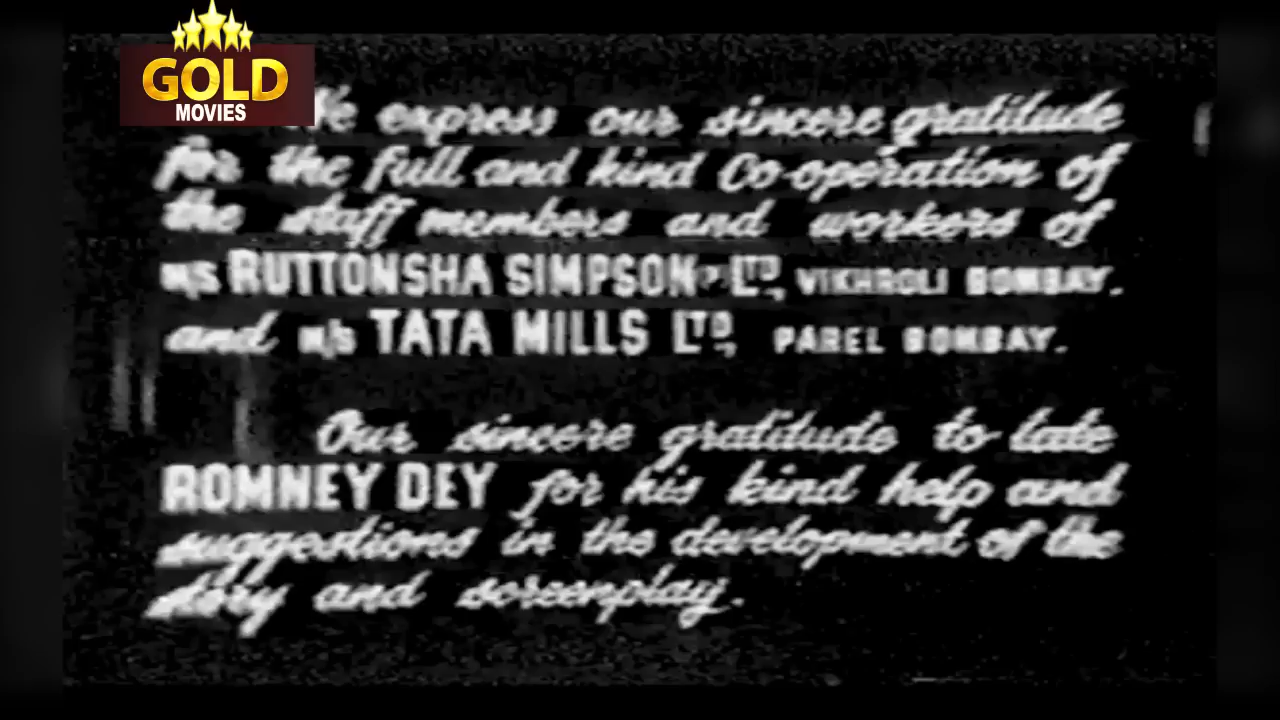 GOLD
MOVIES
We express our sincere gratitude
for the full and kind Co-operation of
the staff members and workers of
M/S RUTTONSHA SIMPSON (P) LTD., VIKHROLI BOMBAY.
and M/s TATA MILLS LTD., PAREL BOMBAY.
Our sincere gratitude to late
ROMNEY DEY for his kind help and
suggestions in the development of the
story and screenplay.